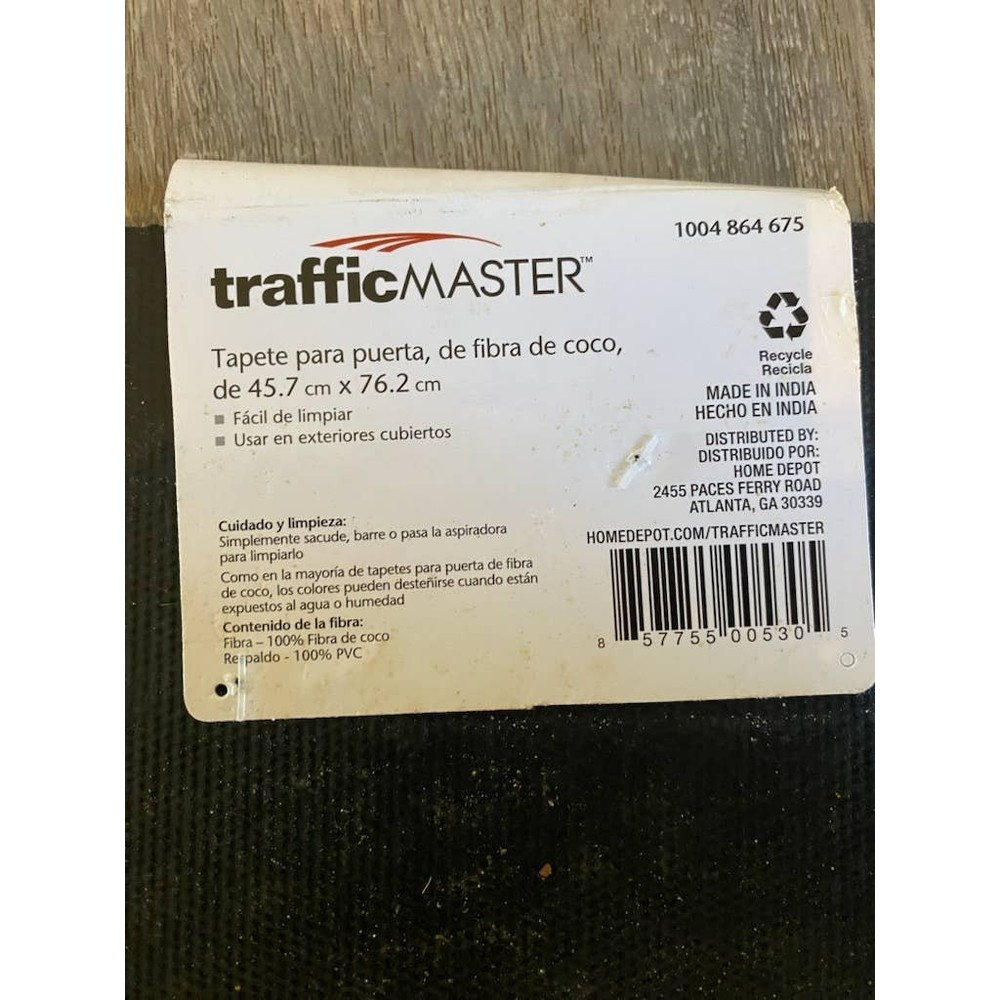 trafficMASTER™
1004 864 675
Tapete para puerta, de fibra de coco,
de 45.7 cm x 76.2 cm
Fácil de limpiar
Usar en exteriores cubiertos
Recycle
Recicla
MADE IN INDIA
HECHO EN INDIA
DISTRIBUTED BY:
DISTRIBUIDO POR:
HOME DEPOT
2455 PACES FERRY ROAD
ATLANTA, GA 30339
HOMEDEPOT.COM/TRAFFICMASTER
Cuidado y limpieza:
Simplemente sacude, barre o pasa la aspiradora
para limpiarlo
Como en la mayoría de tapetes para puerta de fibra
de coco, los colores pueden desteñirse cuando están
expuestos al agua o humedad
Contenido de la fibra:
Fibra – 100% Fibra de coco
Respaldo - 100% PVC
8 57755 00530 5